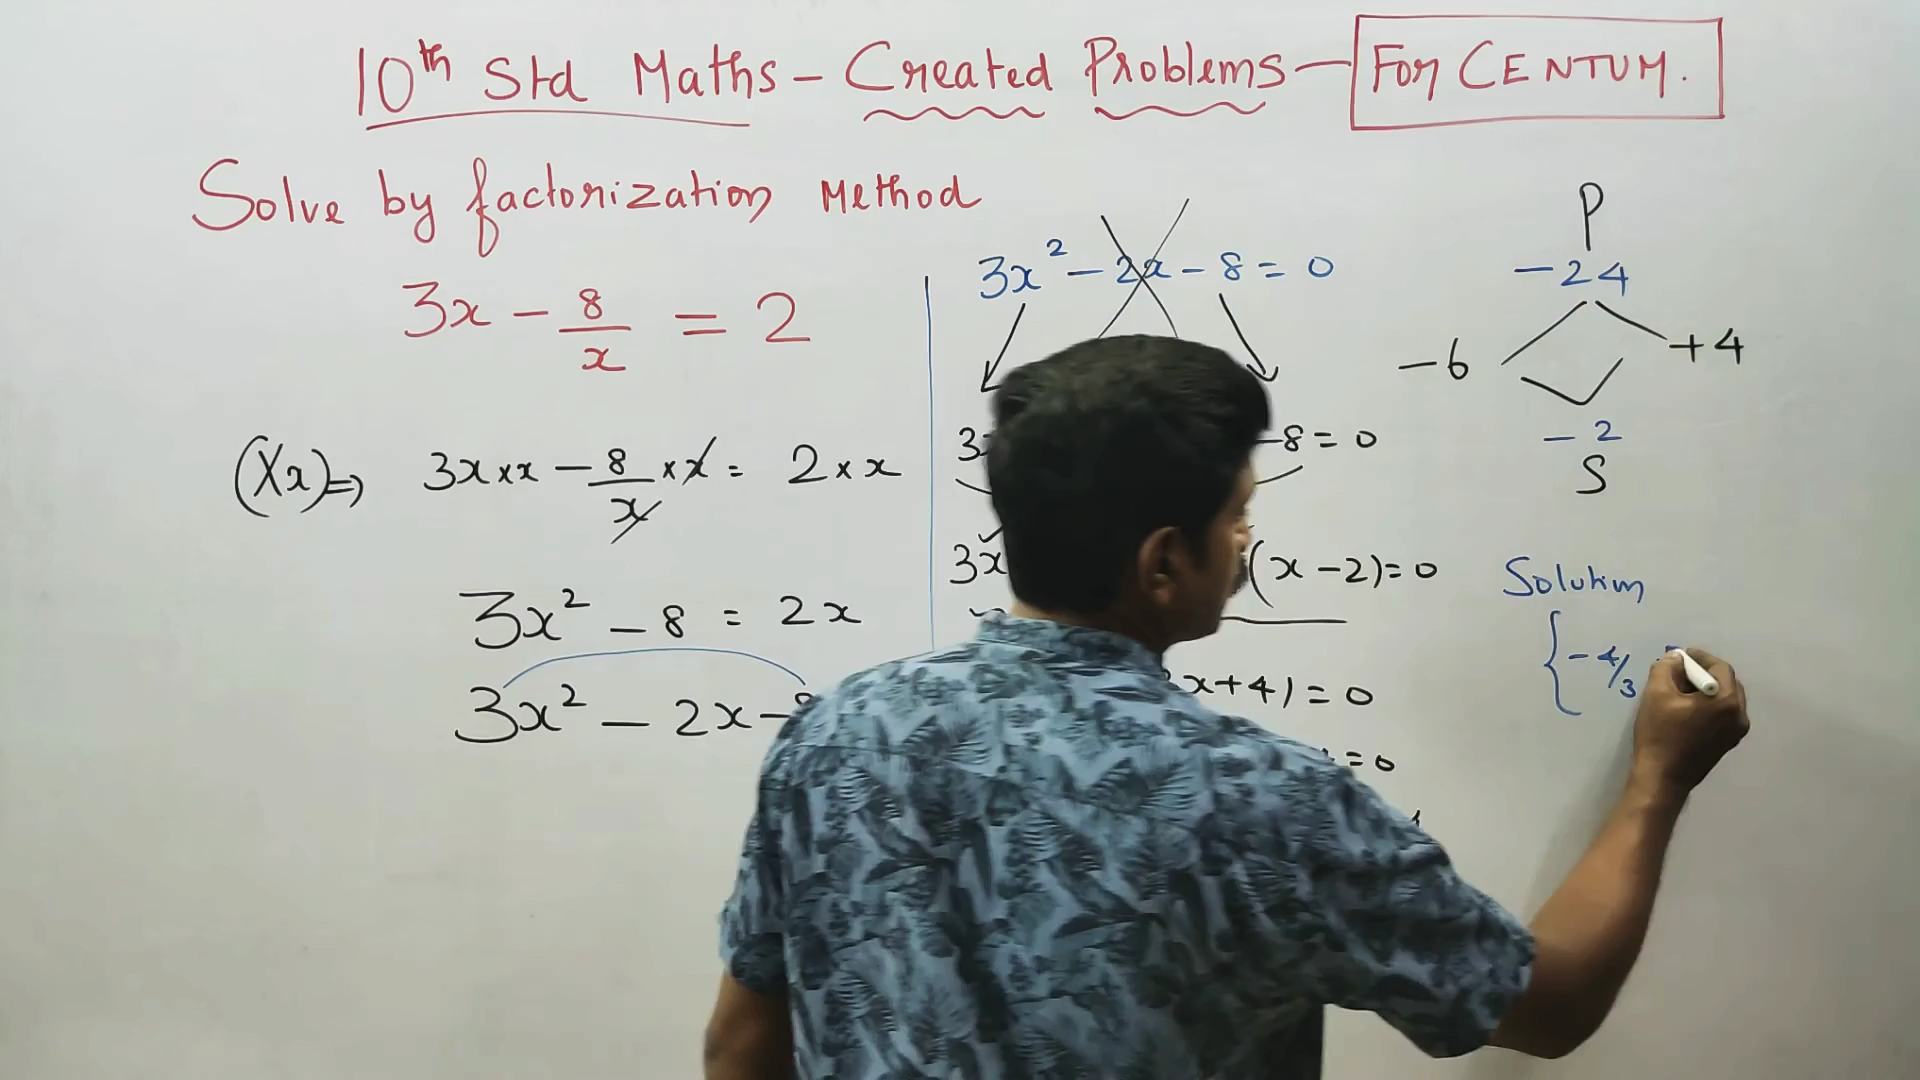 10th Std Maths - Created Problems - For CENTUM.
Solve by factorization Method
3x - 8/x = 2
(Xx) ⇒ 3x × x - 8/x × x = 2 × x
3x² - 8 = 2x
3x² - 2x -
3x² - 2x - 8 = 0
-8 = 0
3x (x - 2) = 0
x + 4) = 0
= 0
P
-24
-6 +4
-2
S
Solution
{ -4/3